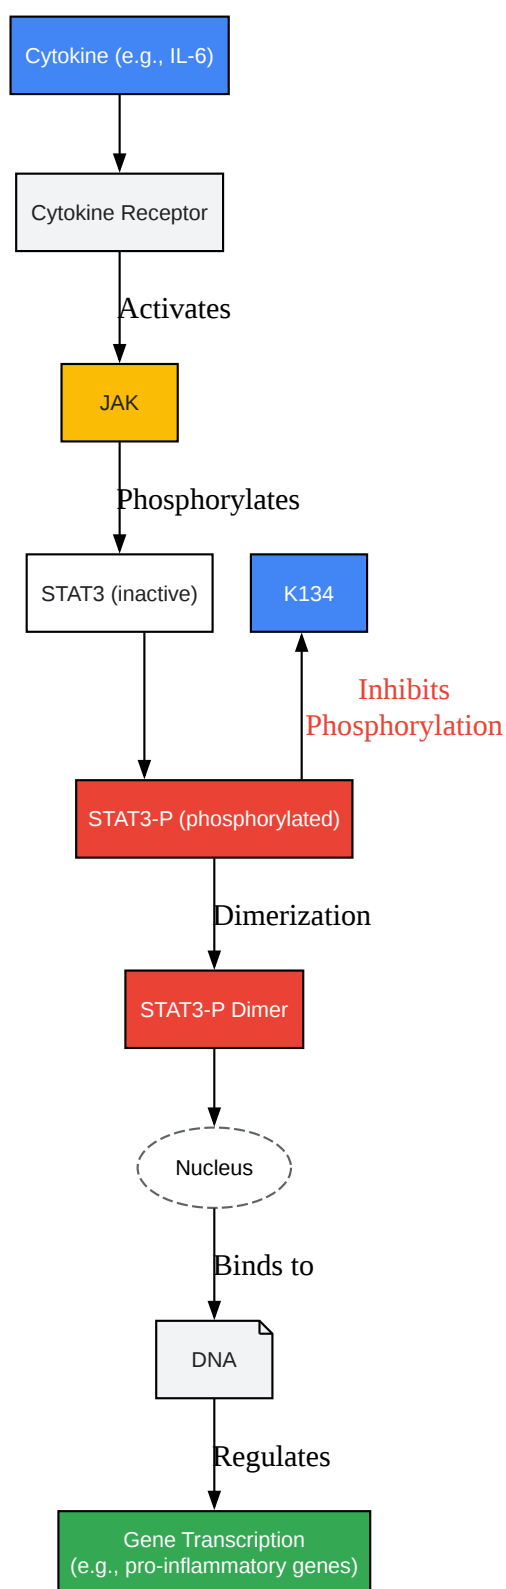 Cytokine (e.g., IL-6)
Cytokine Receptor
Activates
JAK
Phosphorylates
STAT3 (inactive)
K134
Inhibits
Phosphorylation
STAT3-P (phosphorylated)
Dimerization
STAT3-P Dimer
Nucleus
Binds to
DNA
Regulates
Gene Transcription
(e.g., pro-inflammatory genes)